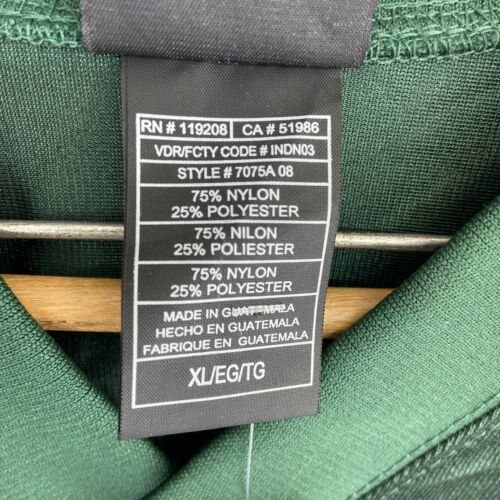 RN # 119208 CA # 51986
VDR/FCTY CODE # INDN03
STYLE # 7075A 08
75% NYLON
25% POLYESTER
75% NILON
25% POLIESTER
75% NYLON
25% POLYESTER
MADE IN GUATEMALA
HECHO EN GUATEMALA
FABRIQUE EN GUATEMALA
XL/EG/TG